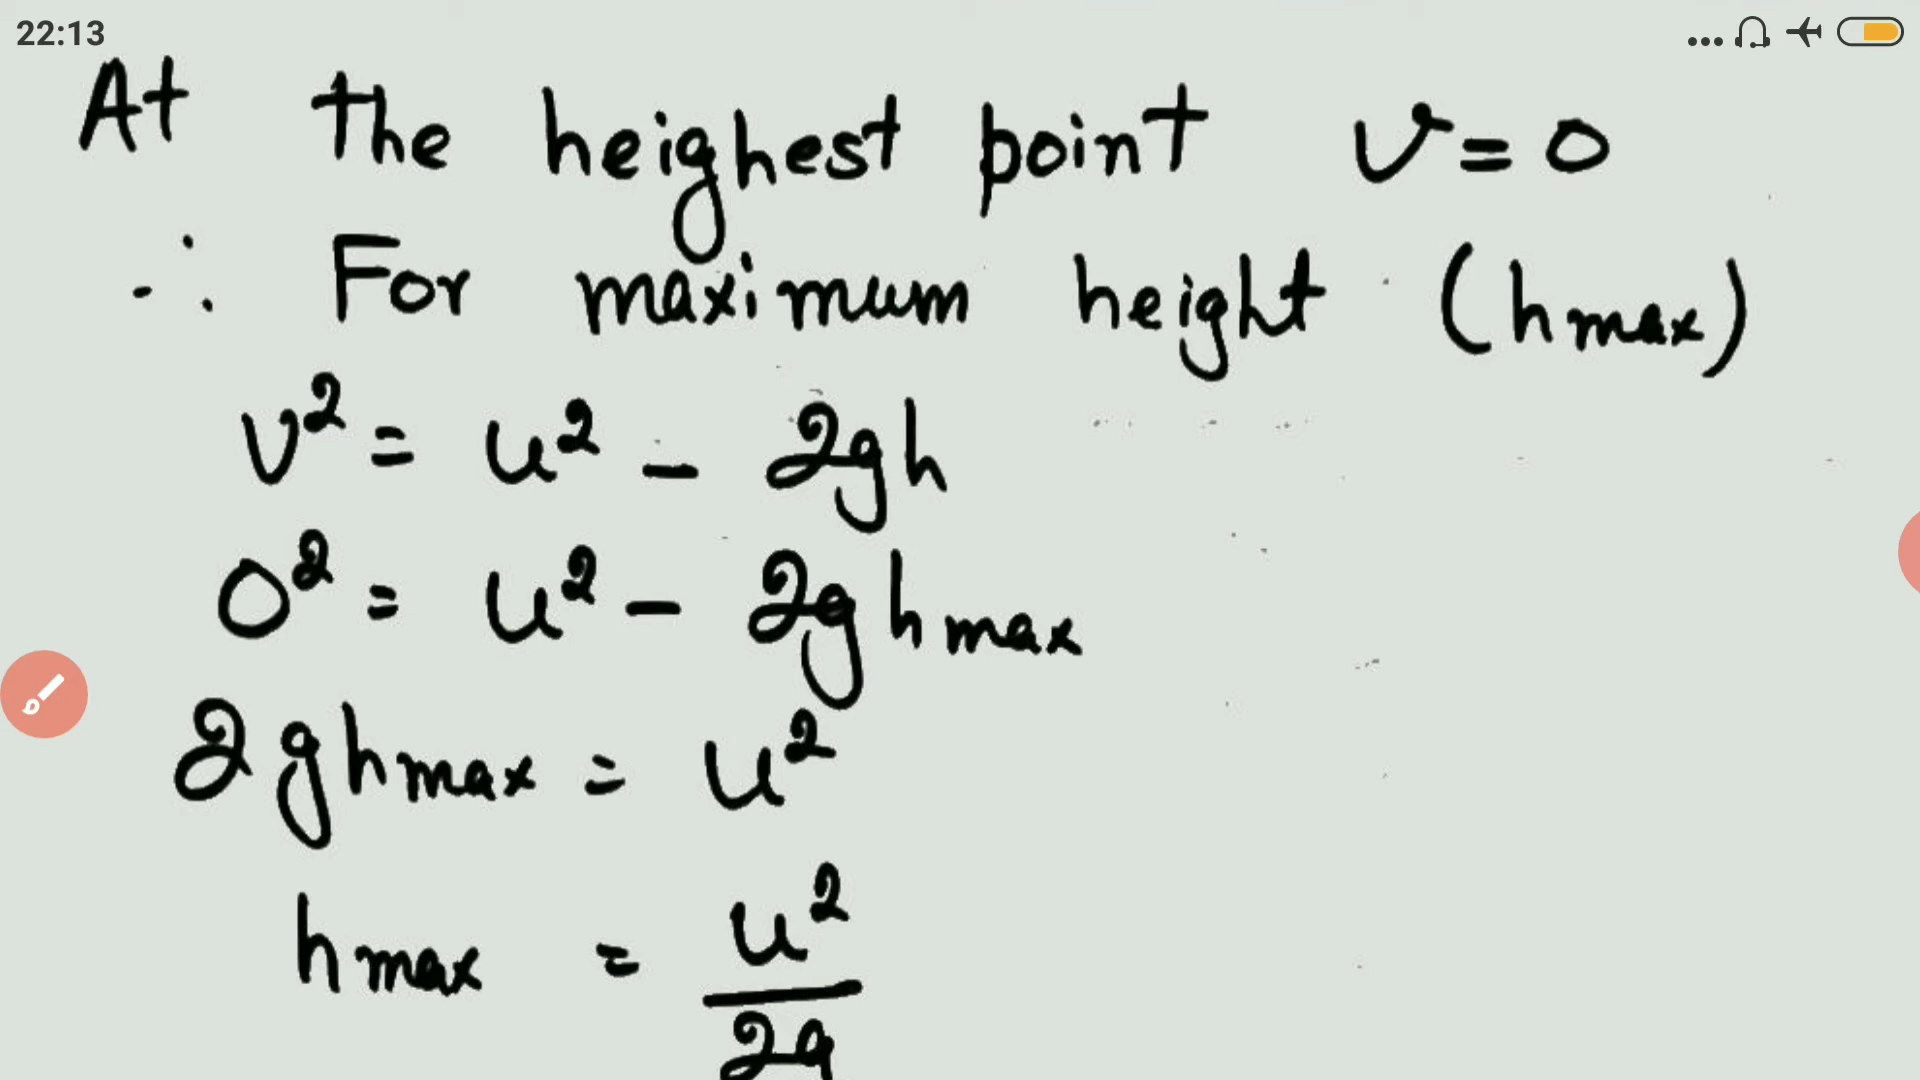 22:13
At the heighest point v = 0
∴ For maximum height (hmax)
v² = u² - 2gh
0² = u² - 2ghmax
2ghmax = u²
hmax = u²/2g